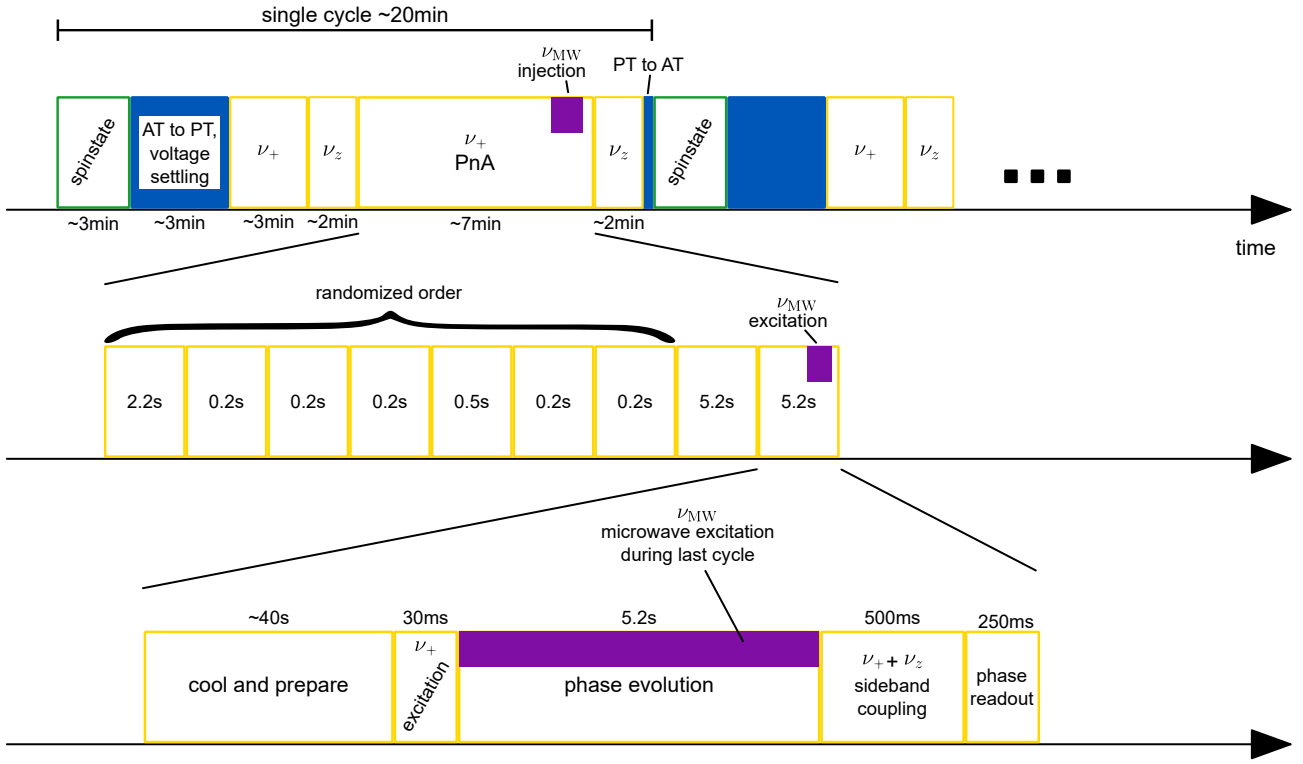 single cycle ~20min
ν_MW
injection
PT to AT
spinstate
AT to PT,
voltage
settling
ν_+
ν_z
ν_+
PnA
ν_z
spinstate
ν_+
ν_z
~3min
~3min
~3min
~2min
~7min
~2min
time
randomized order
ν_MW
excitation
2.2s
0.2s
0.2s
0.2s
0.5s
0.2s
0.2s
5.2s
5.2s
ν_MW
microwave excitation
during last cycle
~40s
30ms
5.2s
500ms
250ms
cool and prepare
ν_+
excitation
phase evolution
ν_+ + ν_z
sideband
coupling
phase
readout